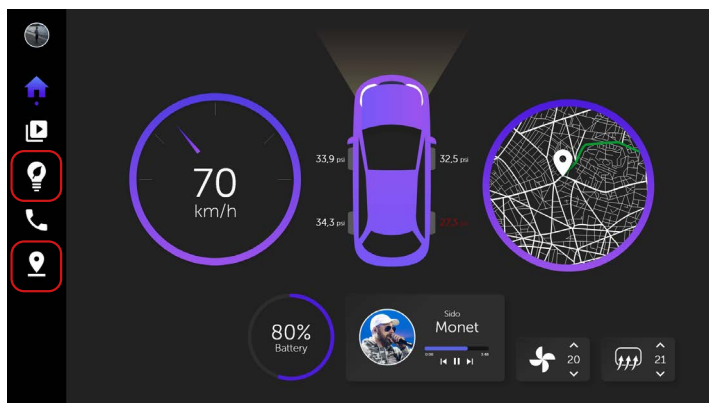 70
km/h
33,9 psi
32,5 psi
34,3 psi
80%
Battery
Sido
Monet
20
21